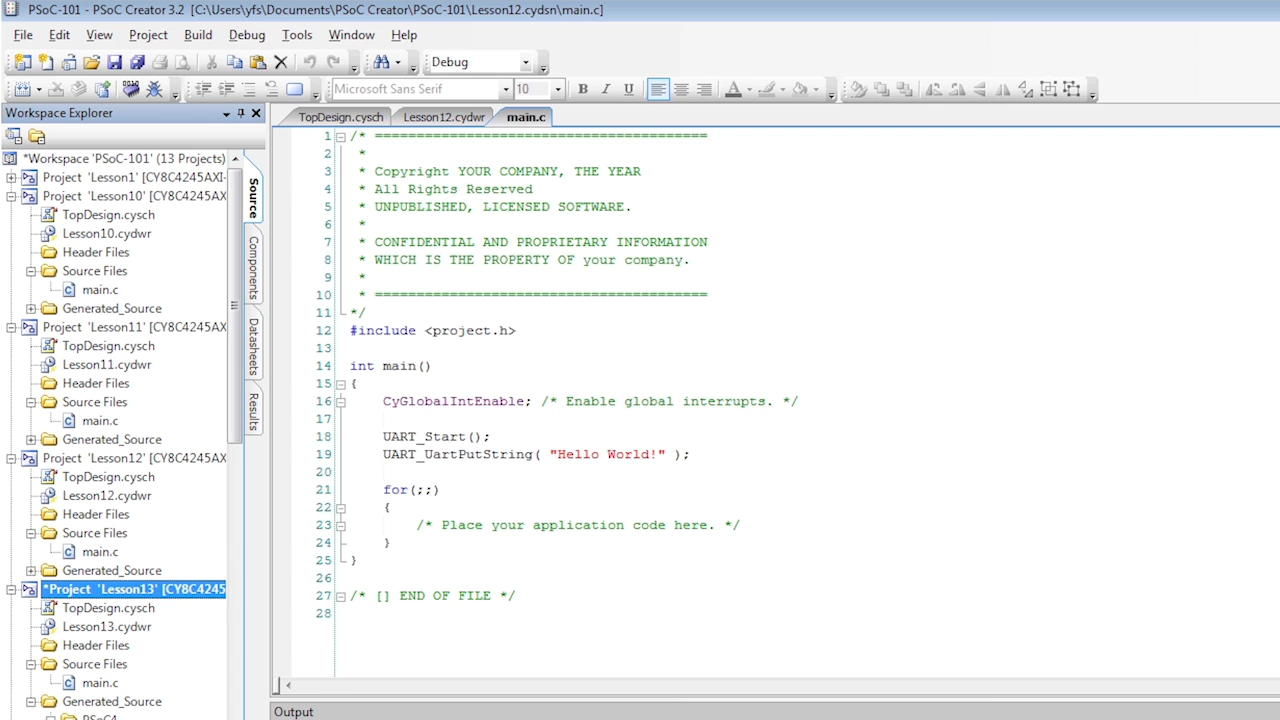 PSoC-101 - PSoC Creator 3.2 [C:\Users\yfs\Documents\PSoC Creator\PSoC-101\Lesson12.cydsn\main.c]
File Edit View Project Build Debug Tools Window Help
Debug
Microsoft Sans Serif 10 B I U A
Workspace Explorer
TopDesign.cysch Lesson12.cydwr main.c
*Workspace 'PSoC-101' (13 Projects)
Project 'Lesson1' [CY8C4245AXI-
Project 'Lesson10' [CY8C4245AX
TopDesign.cysch
Lesson10.cydwr
Header Files
Source Files
main.c
Generated_Source
Project 'Lesson11' [CY8C4245AX
TopDesign.cysch
Lesson11.cydwr
Header Files
Source Files
main.c
Generated_Source
Project 'Lesson12' [CY8C4245AX
TopDesign.cysch
Lesson12.cydwr
Header Files
Source Files
main.c
Generated_Source
*Project 'Lesson13' [CY8C4245
TopDesign.cysch
Lesson13.cydwr
Header Files
Source Files
main.c
Generated_Source
PSoC4
Source
Components
Datasheets
Results
1 /* ========================================
2 *
3 * Copyright YOUR COMPANY, THE YEAR
4 * All Rights Reserved
5 * UNPUBLISHED, LICENSED SOFTWARE.
6 *
7 * CONFIDENTIAL AND PROPRIETARY INFORMATION
8 * WHICH IS THE PROPERTY OF your company.
9 *
10 * ========================================
11 */
12 #include <project.h>
13
14 int main()
15 {
16 CyGlobalIntEnable; /* Enable global interrupts. */
17
18 UART_Start();
19 UART_UartPutString( "Hello World!" );
20
21 for(;;)
22 {
23 /* Place your application code here. */
24 }
25 }
26
27 /* [] END OF FILE */
28
Output